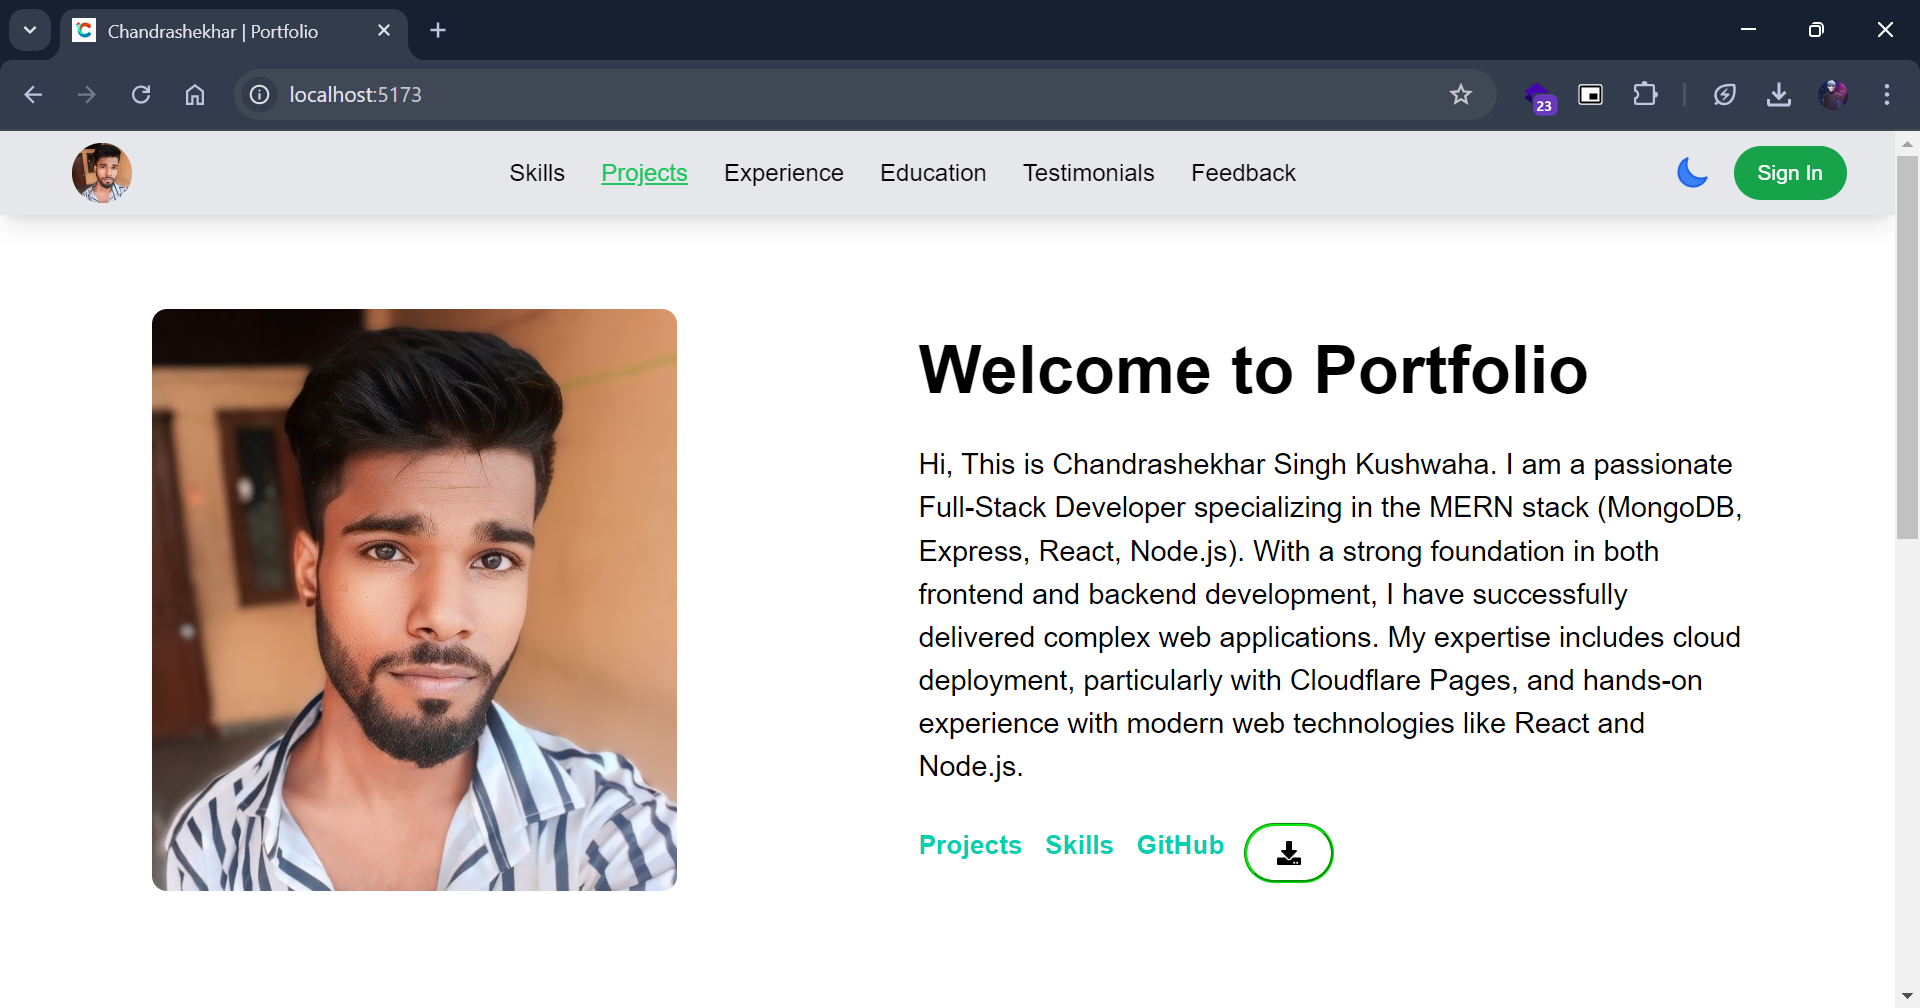 Chandrashekhar | Portfolio
localhost:5173
23
Skills Projects Experience Education Testimonials Feedback
Sign In
Welcome to Portfolio
Hi, This is Chandrashekhar Singh Kushwaha. I am a passionate
Full-Stack Developer specializing in the MERN stack (MongoDB,
Express, React, Node.js). With a strong foundation in both
frontend and backend development, I have successfully
delivered complex web applications. My expertise includes cloud
deployment, particularly with Cloudflare Pages, and hands-on
experience with modern web technologies like React and
Node.js.
Projects Skills GitHub